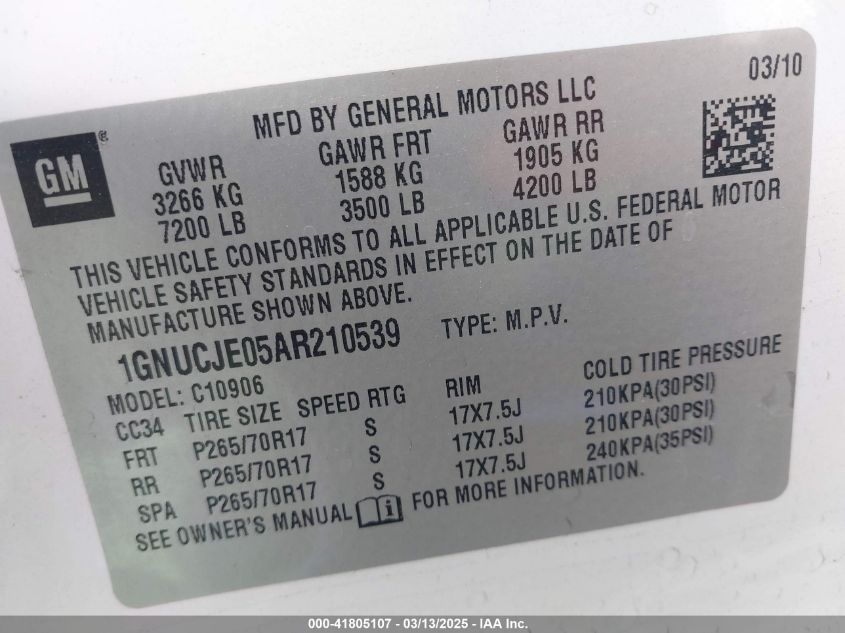 03/10
MFD BY GENERAL MOTORS LLC
GM®
GVWR GAWR FRT GAWR RR
3266 KG 1588 KG 1905 KG
7200 LB 3500 LB 4200 LB
THIS VEHICLE CONFORMS TO ALL APPLICABLE U.S. FEDERAL MOTOR
VEHICLE SAFETY STANDARDS IN EFFECT ON THE DATE OF
MANUFACTURE SHOWN ABOVE.
1GNUCJE05AR210539 TYPE: M.P.V.
MODEL: C10906
CC34 TIRE SIZE SPEED RTG RIM COLD TIRE PRESSURE
FRT P265/70R17 S 17X7.5J 210KPA(30PSI)
RR P265/70R17 S 17X7.5J 210KPA(30PSI)
SPA P265/70R17 S 17X7.5J 240KPA(35PSI)
SEE OWNER'S MANUAL i FOR MORE INFORMATION.
000-41805107 - 03/13/2025 - IAA Inc.